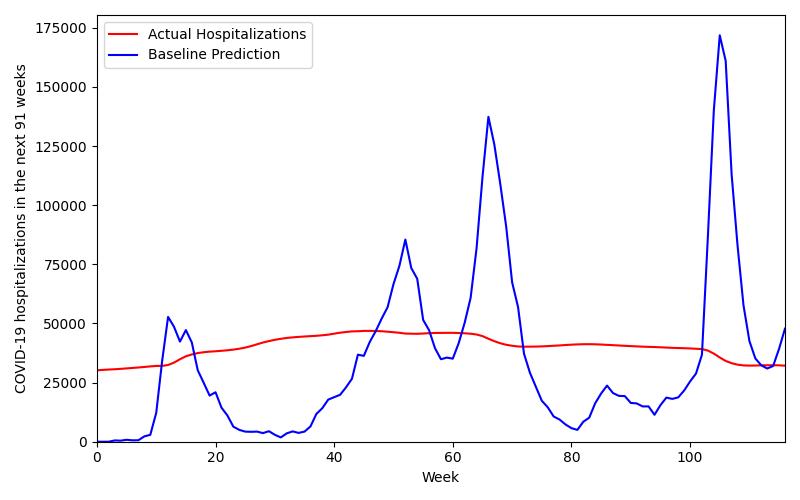 Actual Hospitalizations
Baseline Prediction
COVID-19 hospitalizations in the next 91 weeks
175000
150000
125000
100000
75000
50000
25000
0
0 20 40 60 80 100
Week